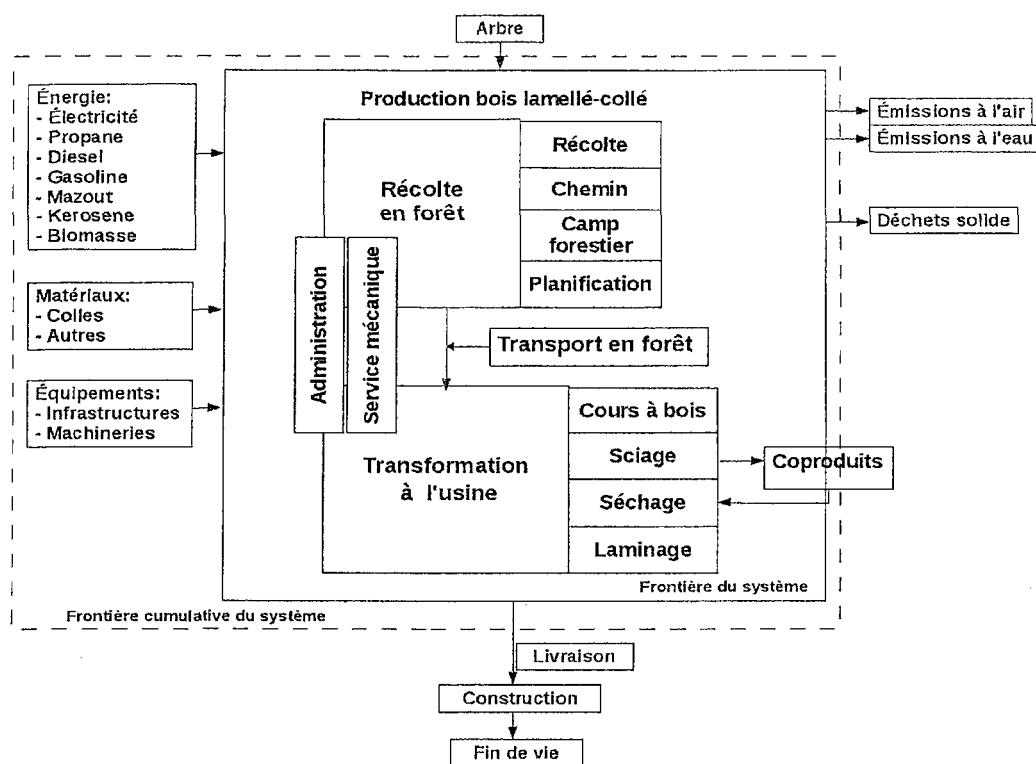 Arbre
Énergie:
- Électricité
- Propane
- Diesel
- Gasoline
- Mazout
- Kerosene
- Biomasse
Matériaux:
- Colles
- Autres
Équipements:
- Infrastructures
- Machineries
Production bois lamellé-collé
Récolte
en forêt
Récolte
Chemin
Camp
forestier
Planification
Administration
Service mécanique
Transport en forêt
Transformation
à l'usine
Cours à bois
Sciage
Séchage
Laminage
Coproduits
Émissions à l'air
Émissions à l'eau
Déchets solide
Frontière du système
Frontière cumulative du système
Livraison
Construction
Fin de vie